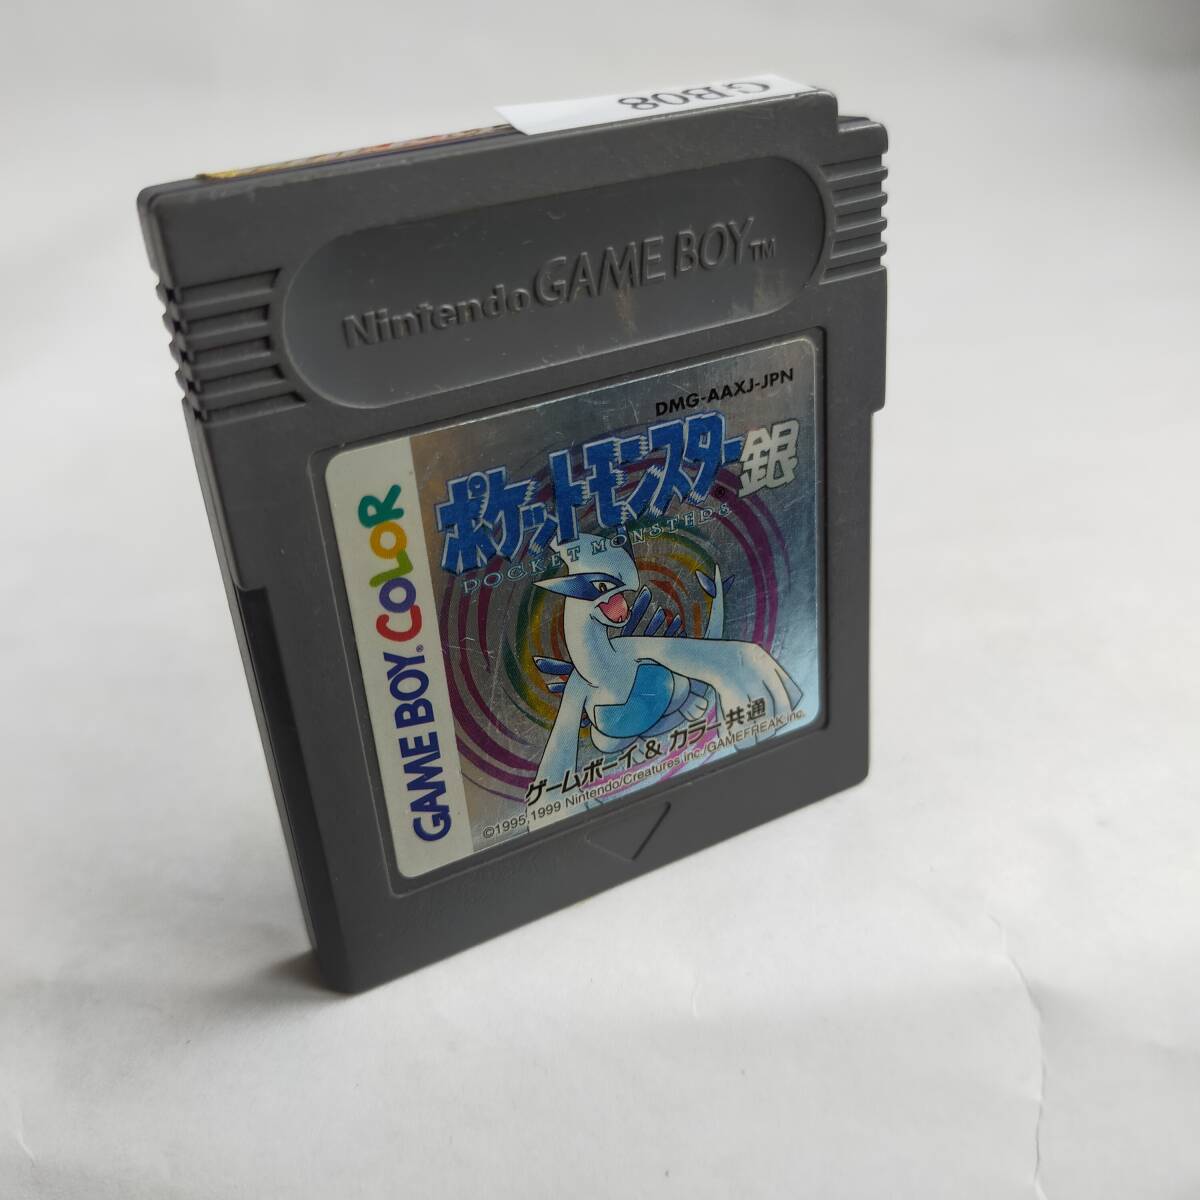 GB08
Nintendo GAME BOY™
DMG-AAXJ-JPN
ポケットモンスター®銀
POCKET MONSTERS
GAME BOY® COLOR
ゲームボーイ & カラー共通
©1995,1999 Nintendo/Creatures Inc./GAMEFREAK inc.